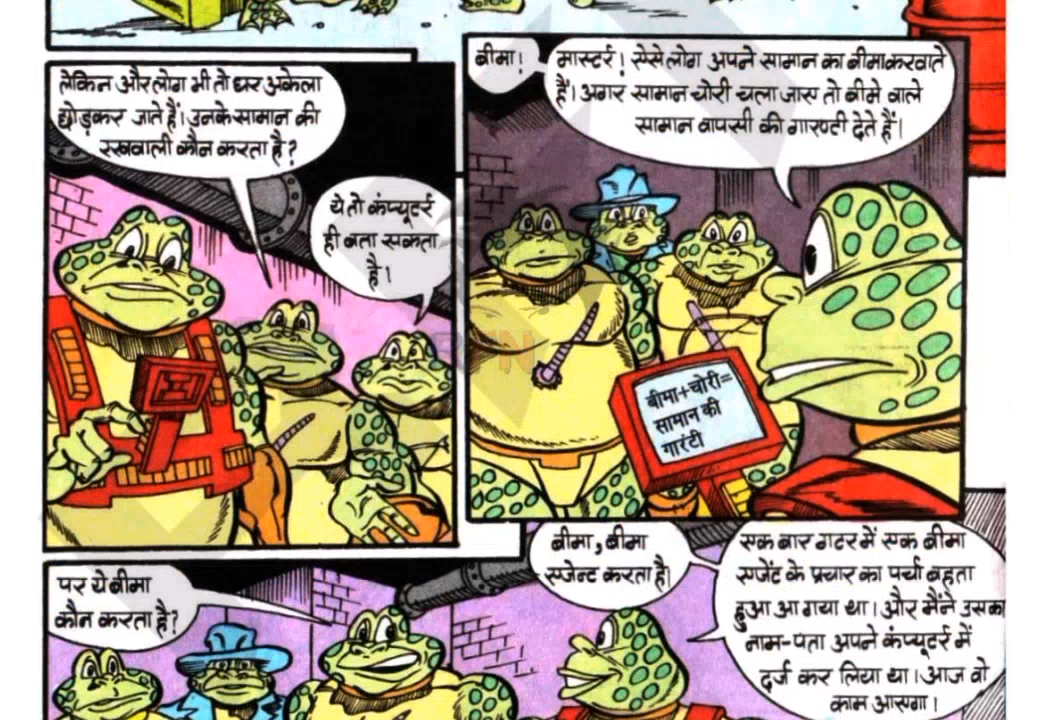 लेकिन और लोग भी तो घर अकेला
छोड़कर जाते हैं। उनके सामान की
रखवाली कौन करता है?
ये तो कंप्यूटर्र
ही बता सकता
है।
बीमा!
मास्टर्र! ऐसे लोग अपने सामान का बीमा करवाते
हैं। अगर सामान चोरी चला जाए तो बीमे वाले
सामान वापसी की गारण्टी देते हैं।
बीमा+चोरी=
सामान की
गारंटी
पर ये बीमा
कौन करता है?
बीमा, बीमा
एजेन्ट करता है।
एक बार गटर में एक बीमा
एजेंट के प्रचार का पर्चा बहता
हुआ आ गया था। और मैंने उसका
नाम-पता अपने कंप्यूटर्र में
दर्ज कर लिया था। आज वो
काम आएगा।